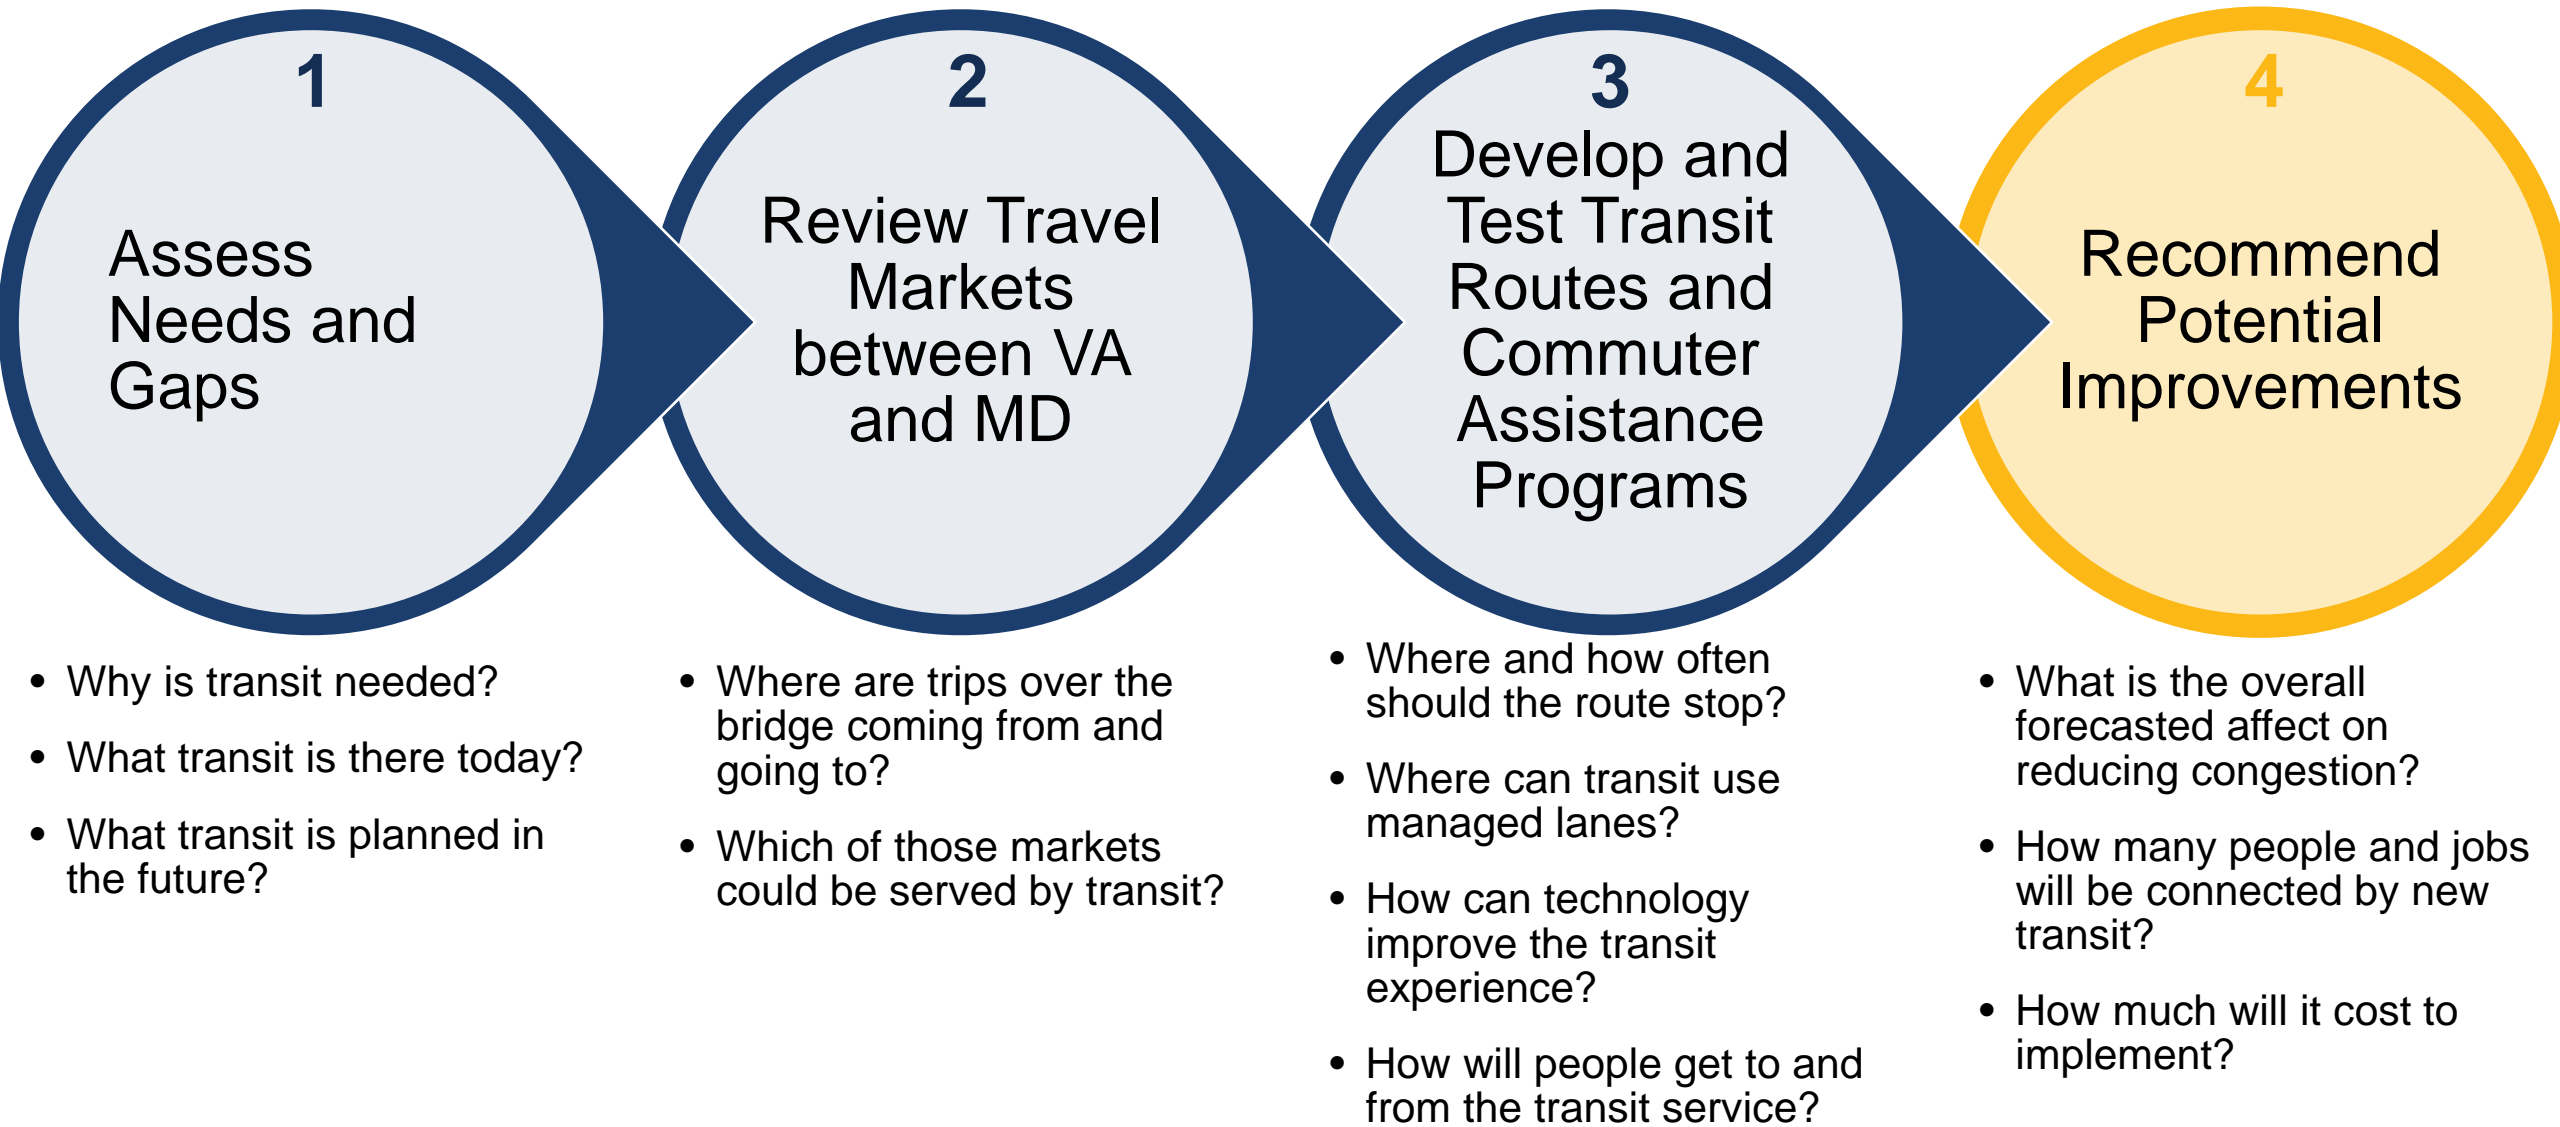 1
Assess
Needs and
Gaps
• Why is transit needed?
• What transit is there today?
• What transit is planned in
the future?
2
Review Travel
Markets
between VA
and MD
• Where are trips over the
bridge coming from and
going to?
• Which of those markets
could be served by transit?
3
Develop and
Test Transit
Routes and
Commuter
Assistance
Programs
• Where and how often
should the route stop?
• Where can transit use
managed lanes?
• How can technology
improve the transit
experience?
• How will people get to and
from the transit service?
4
Recommend
Potential
Improvements
• What is the overall
forecasted affect on
reducing congestion?
• How many people and jobs
will be connected by new
transit?
• How much will it cost to
implement?